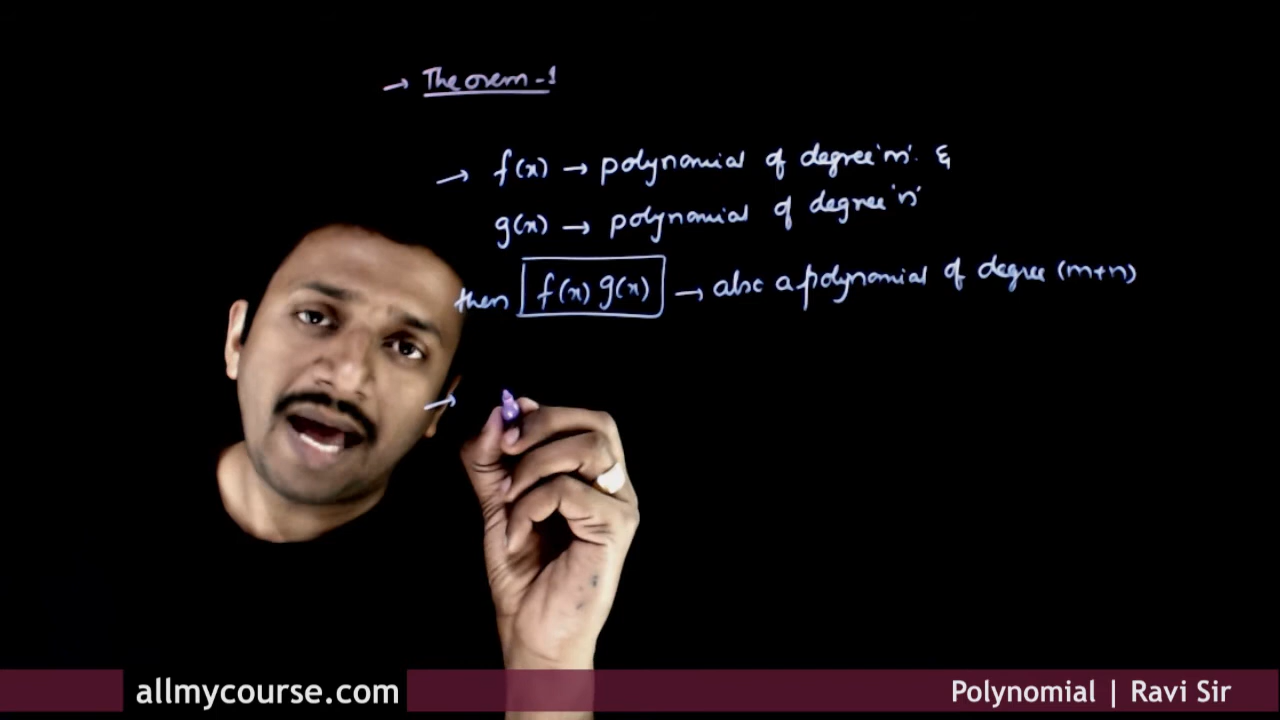 → Theorem-1
→ f(x) → polynomial of degree 'm' &
g(x) → polynomial of degree 'n'
then f(x) g(x) → also a polynomial of degree (m+n)
→
allmycourse.com
Polynomial | Ravi Sir